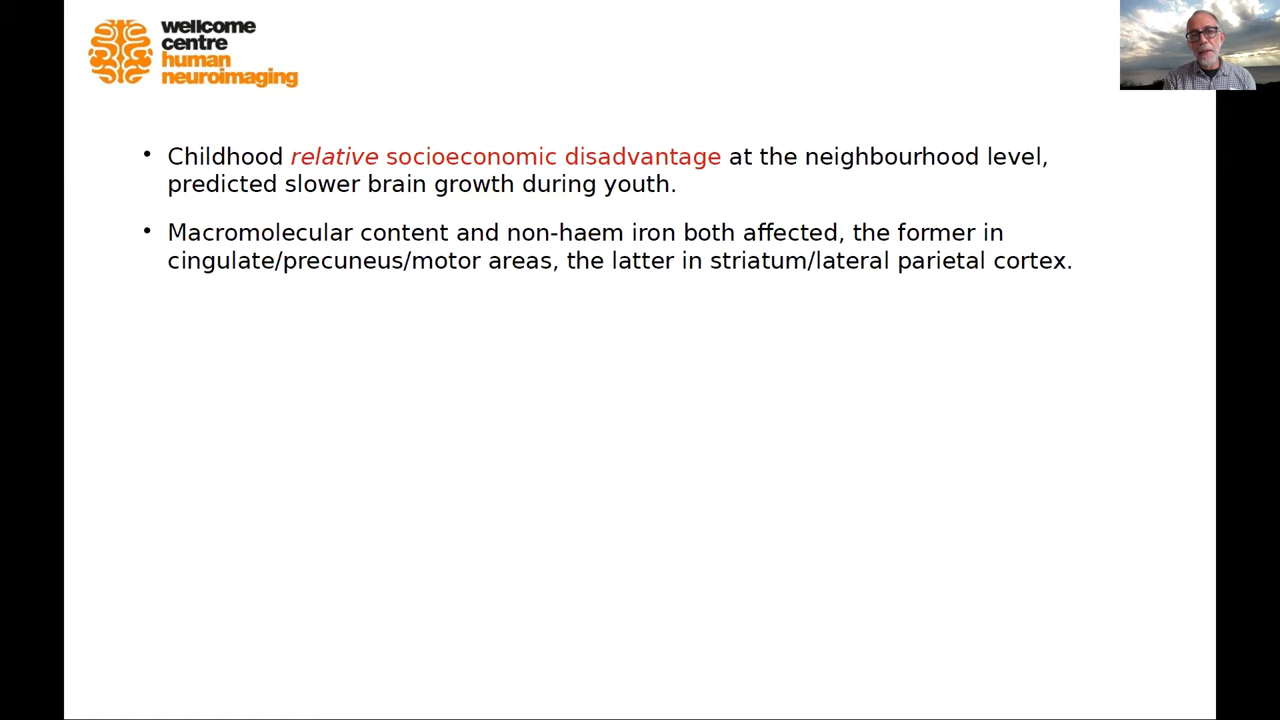 wellcome
centre
human
neuroimaging
• Childhood relative socioeconomic disadvantage at the neighbourhood level,
predicted slower brain growth during youth.
• Macromolecular content and non-haem iron both affected, the former in
cingulate/precuneus/motor areas, the latter in striatum/lateral parietal cortex.